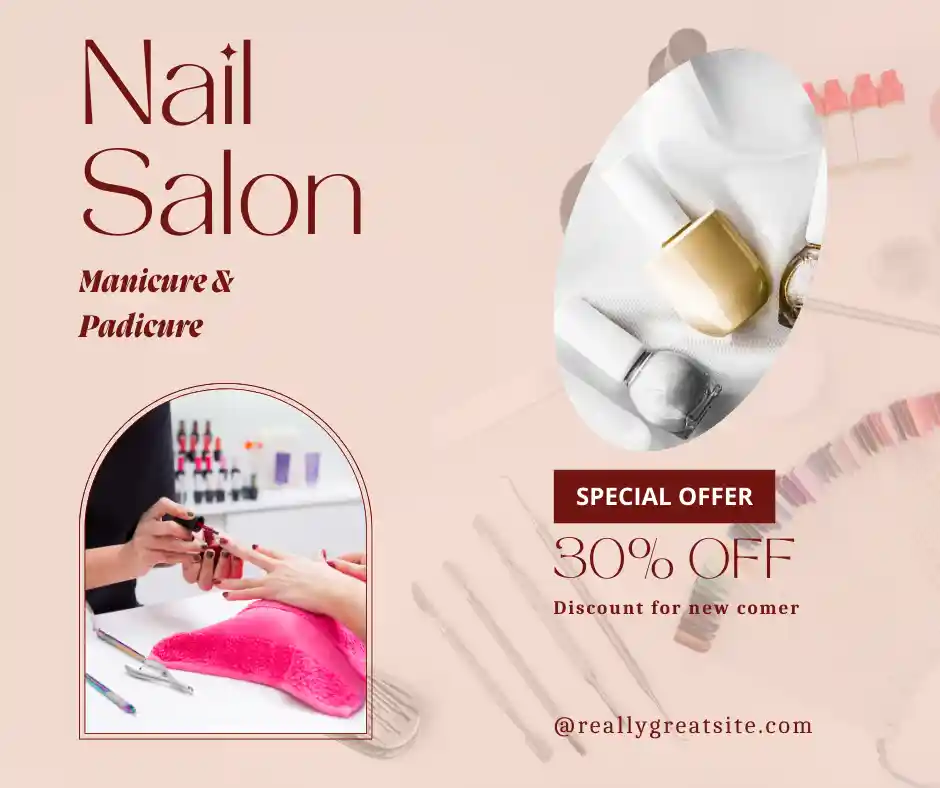 Nail
Salon
Manicure &
Padicure
SPECIAL OFFER
30% OFF
Discount for new comer
@reallygreatsite.com